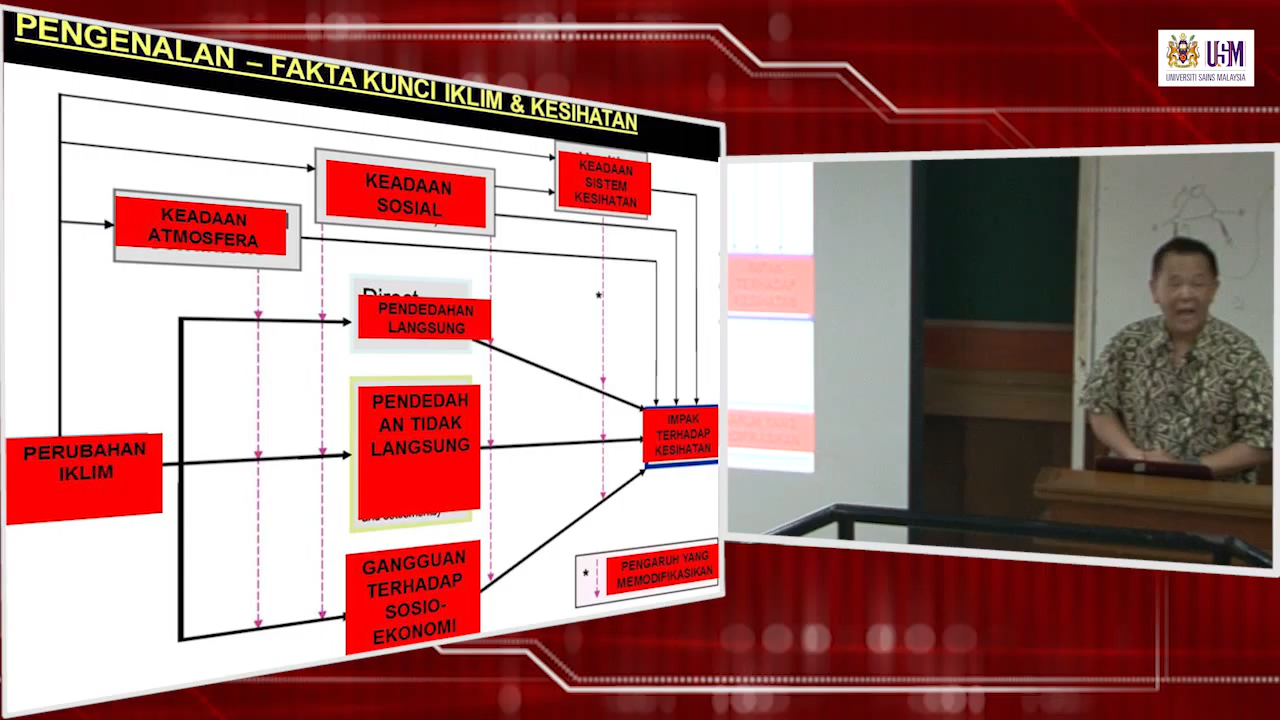 PENGENALAN – FAKTA KUNCI IKLIM & KESIHATAN
USM
UNIVERSITI SAINS MALAYSIA
KEADAAN
SISTEM
KESIHATAN
KEADAAN
SOSIAL
KEADAAN
ATMOSFERA
*
PENDEDAHAN
LANGSUNG
PENDEDAH
AN TIDAK
LANGSUNG
IMPAK
TERHADAP
KESIHATAN
PERUBAHAN
IKLIM
GANGGUAN
TERHADAP
SOSIO-
EKONOMI
* PENGARUH YANG
MEMODIFIKASIKAN